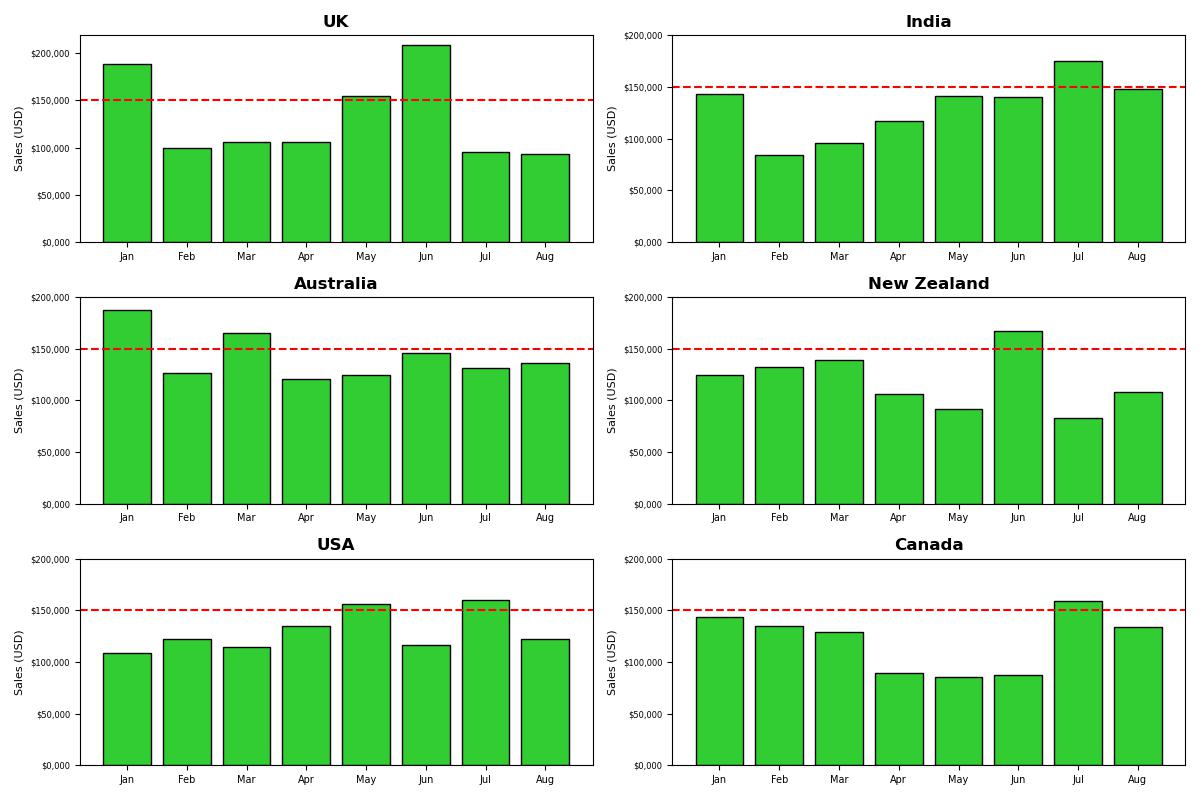 UK
Sales (USD)
$200,000
$150,000
$100,000
$50,000
$0,000
Jan Feb Mar Apr May Jun Jul Aug
India
Sales (USD)
$200,000
$150,000
$100,000
$50,000
$0,000
Jan Feb Mar Apr May Jun Jul Aug
Australia
Sales (USD)
$200,000
$150,000
$100,000
$50,000
$0,000
Jan Feb Mar Apr May Jun Jul Aug
New Zealand
Sales (USD)
$200,000
$150,000
$100,000
$50,000
$0,000
Jan Feb Mar Apr May Jun Jul Aug
USA
Sales (USD)
$200,000
$150,000
$100,000
$50,000
$0,000
Jan Feb Mar Apr May Jun Jul Aug
Canada
Sales (USD)
$200,000
$150,000
$100,000
$50,000
$0,000
Jan Feb Mar Apr May Jun Jul Aug